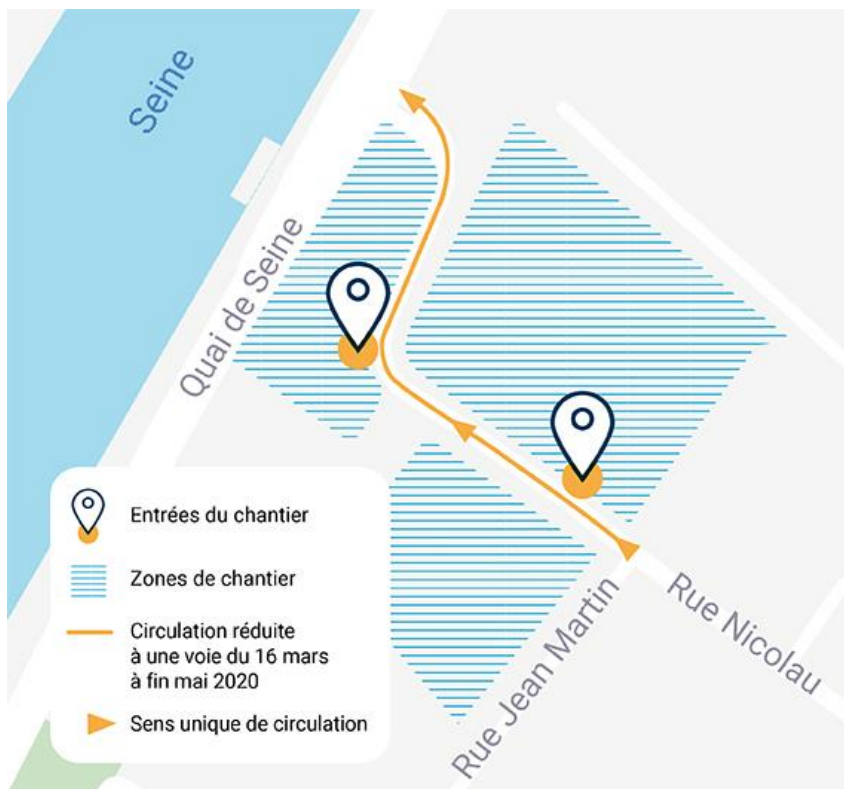 Seine
Quai de Seine
Entrées du chantier
Zones de chantier
Circulation réduite
à une voie du 16 mars
à fin mai 2020
Sens unique de circulation
Rue Jean Martin
Rue Nicolau